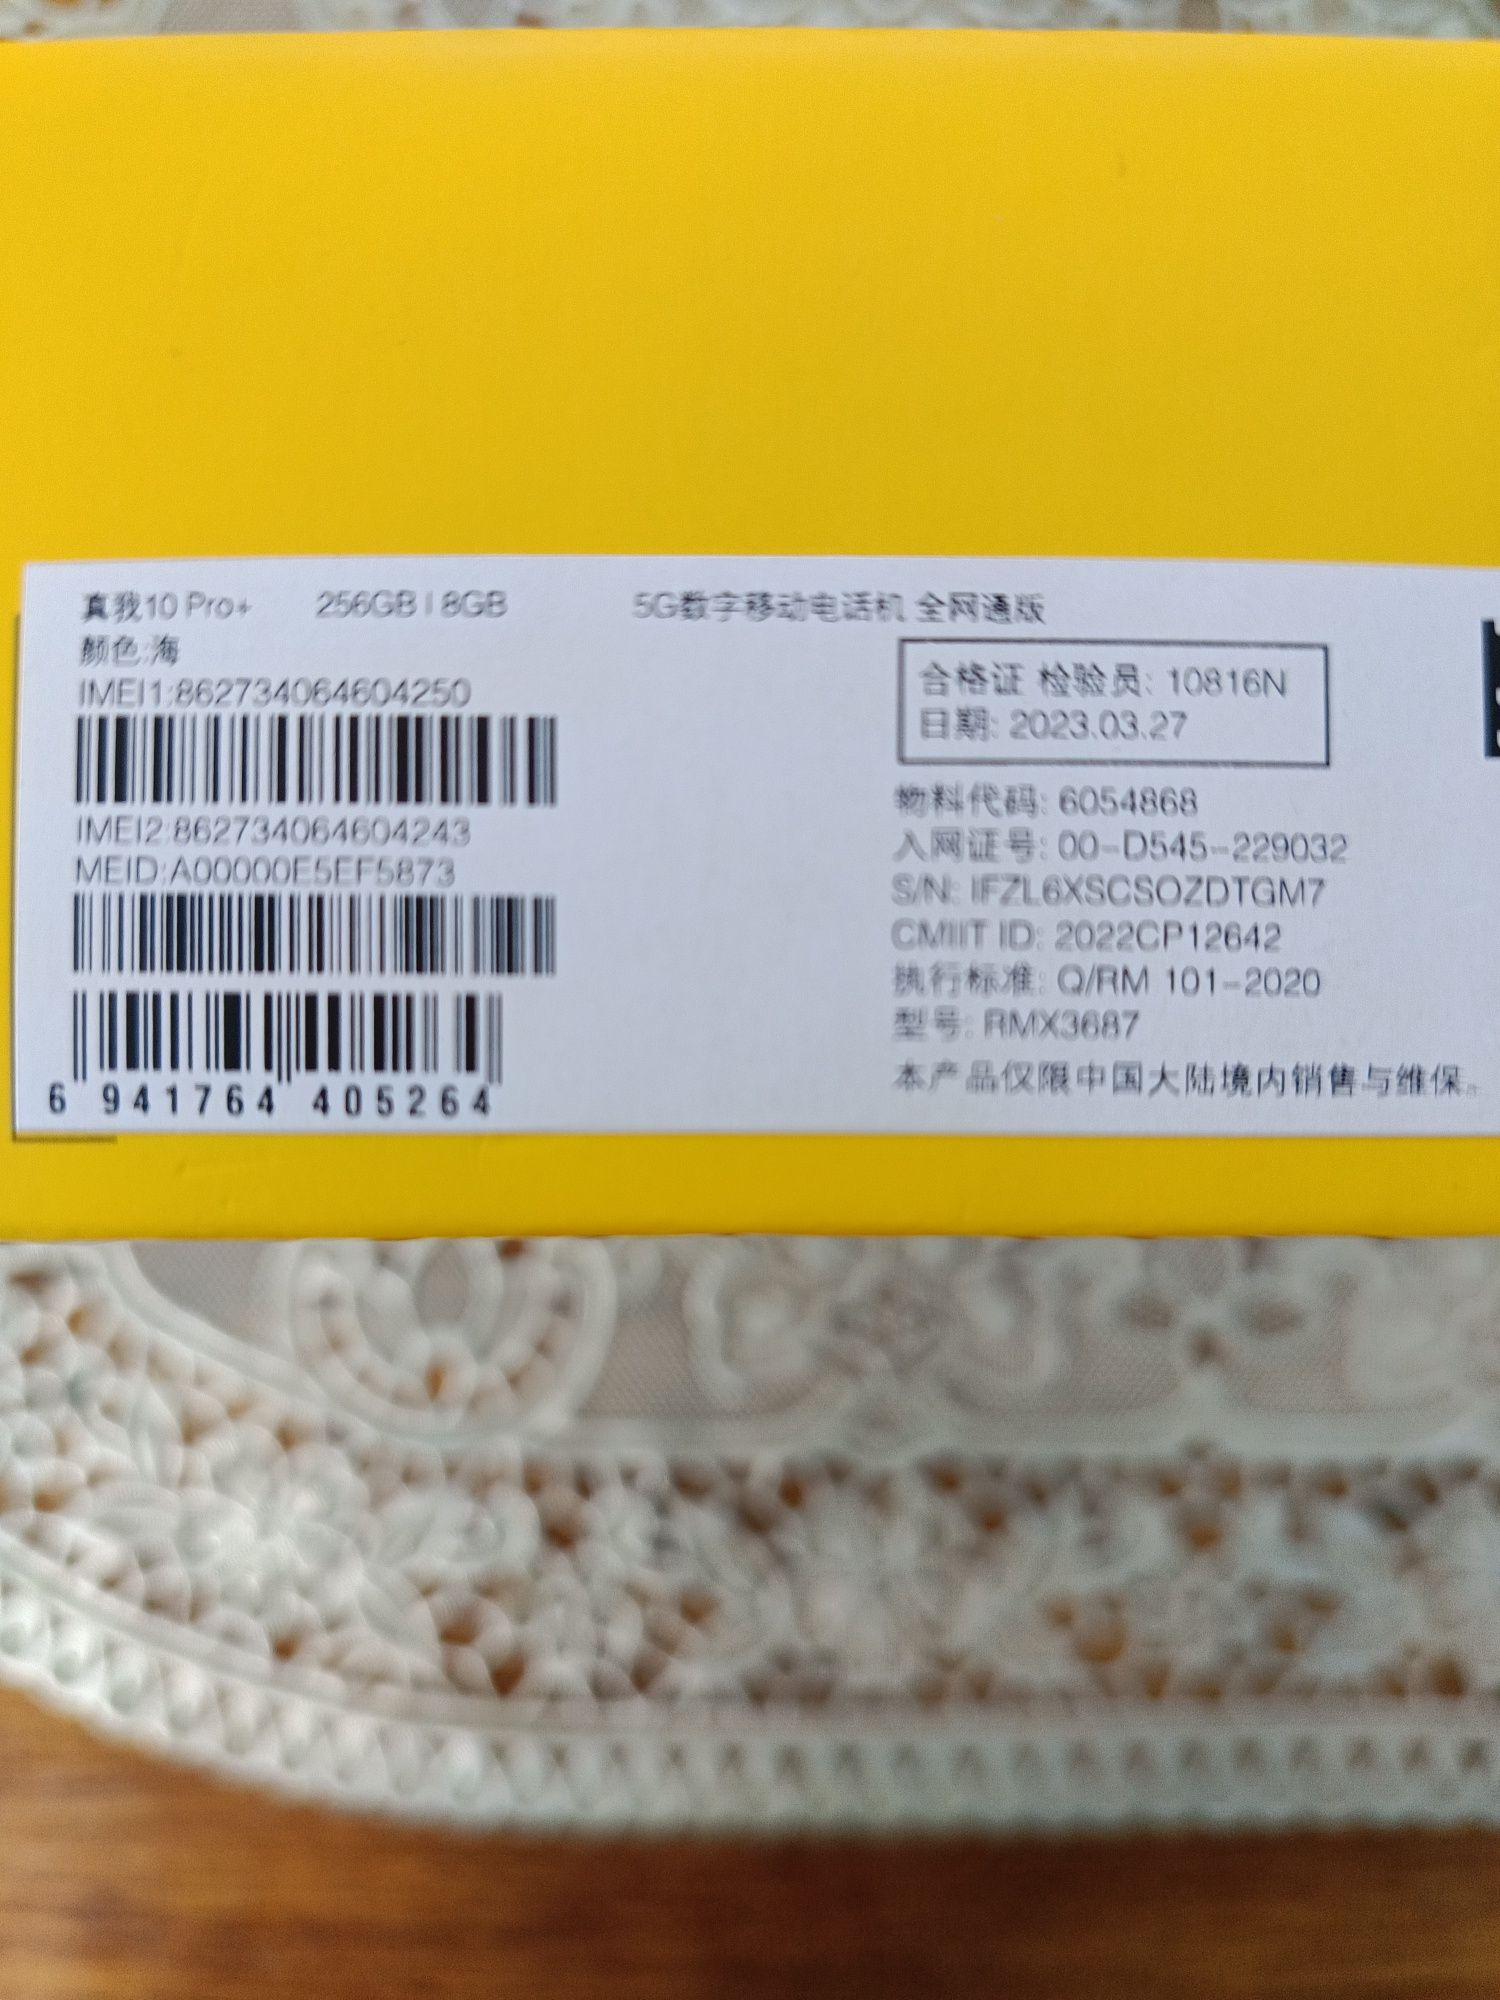 真我10 Pro+ 256GB | 8GB 5G数字移动电话机 全网通版
颜色:海
IMEI1:862734064604250
IMEI2:862734064604243
MEID:A00000E5EF5873
6 941764 405264
合格证 检验员: 10816N
日期: 2023.03.27
物料代码: 6054868
入网证号: 00-D545-229032
S/N: IFZL6XSCSOZDTGM7
CMIIT ID: 2022CP12642
执行标准: Q/RM 101-2020
型号: RMX3687
本产品仅限中国大陆境内销售与维保。